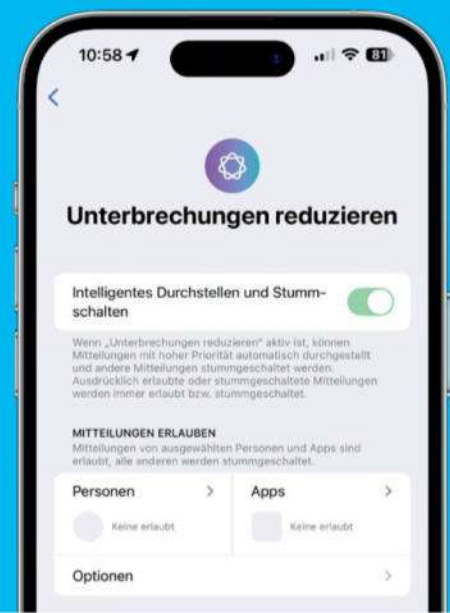 10:58
81
Unterbrechungen reduzieren
Intelligentes Durchstellen und Stumm-
schalten
Wenn „Unterbrechungen reduzieren“ aktiv ist, können
Mitteilungen mit hoher Priorität automatisch durchgestellt
und andere Mitteilungen stummgeschaltet werden.
Ausdrücklich erlaubte oder stummgeschaltete Mitteilungen
werden immer erlaubt bzw. stummgeschaltet.
MITTEILUNGEN ERLAUBEN
Mitteilungen von ausgewählten Personen und Apps sind
erlaubt, alle anderen werden stummgeschaltet.
Personen Apps
Keine erlaubt Keine erlaubt
Optionen